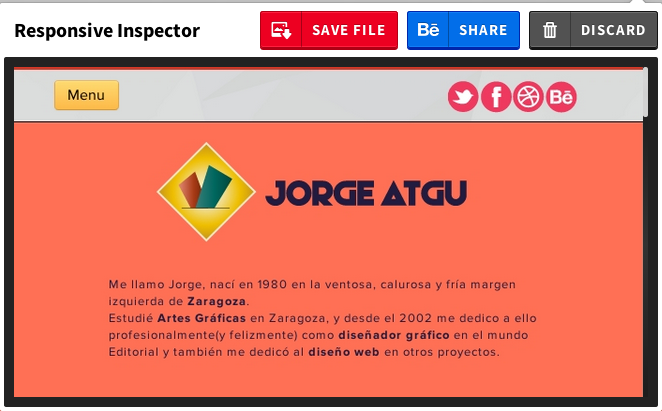 Responsive Inspector
SAVE FILE
Bē SHARE
DISCARD
Menu
Bē
JORGE ATGU
Me llamo Jorge, nací en 1980 en la ventosa, calurosa y fría margen
izquierda de Zaragoza.
Estudié Artes Gráficas en Zaragoza, y desde el 2002 me dedico a ello
profesionalmente(y felizmente) como diseñador gráfico en el mundo
Editorial y también me dedicó al diseño web en otros proyectos.